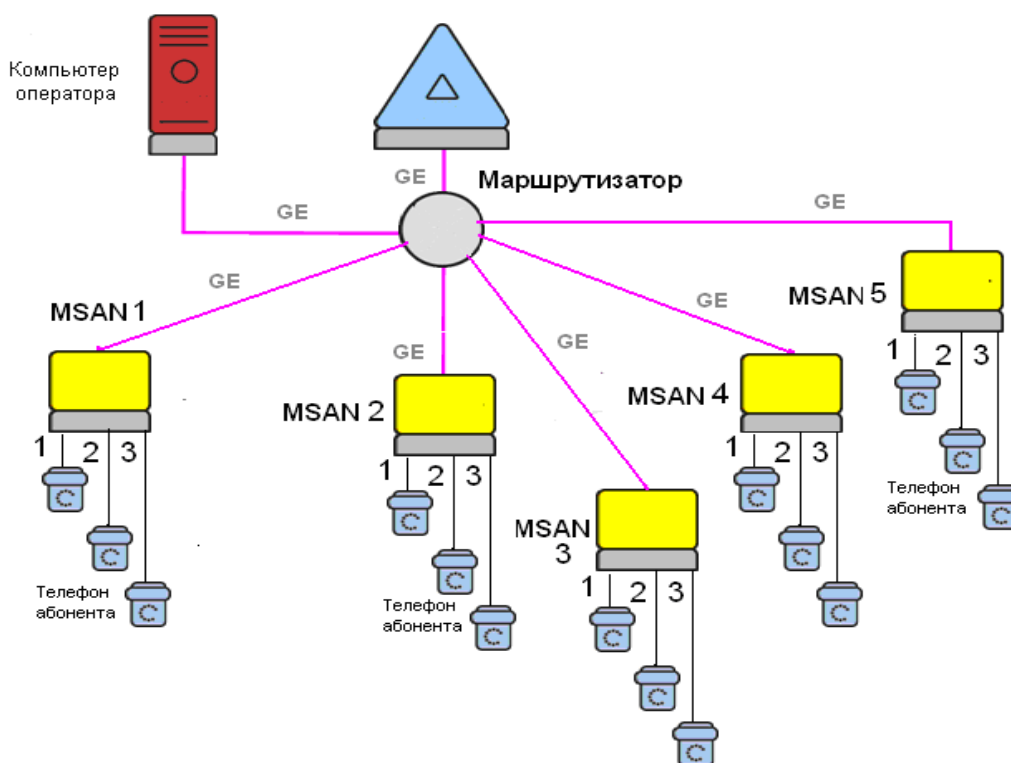 Компьютер
оператора
GE
Маршрутизатор
GE
GE
GE
MSAN 1
MSAN 5
GE
GE
GE
1 2 3
MSAN 2
MSAN 4
1 2 3
1 2 3
1 2 3
Телефон
абонента
MSAN
3
1 2 3
Телефон
абонента
Телефон
абонента